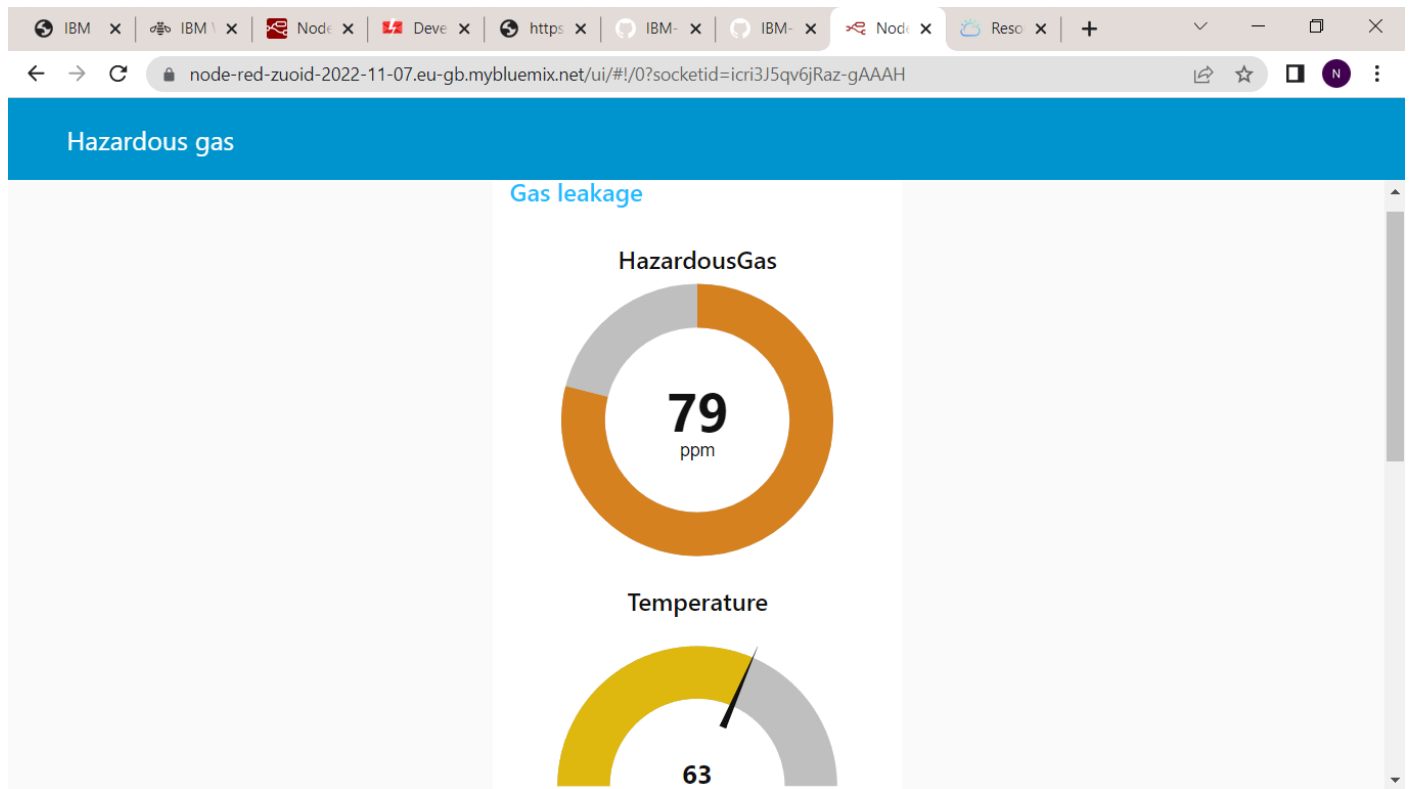 IBM
IBM W
Node
Deve
https
IBM-
IBM-
Node
Reso
node-red-zuoid-2022-11-07.eu-gb.mybluemix.net/ui/#!/0?socketid=icri3J5qv6jRaz-gAAAH
N
Hazardous gas
Gas leakage
HazardousGas
79
ppm
Temperature
63